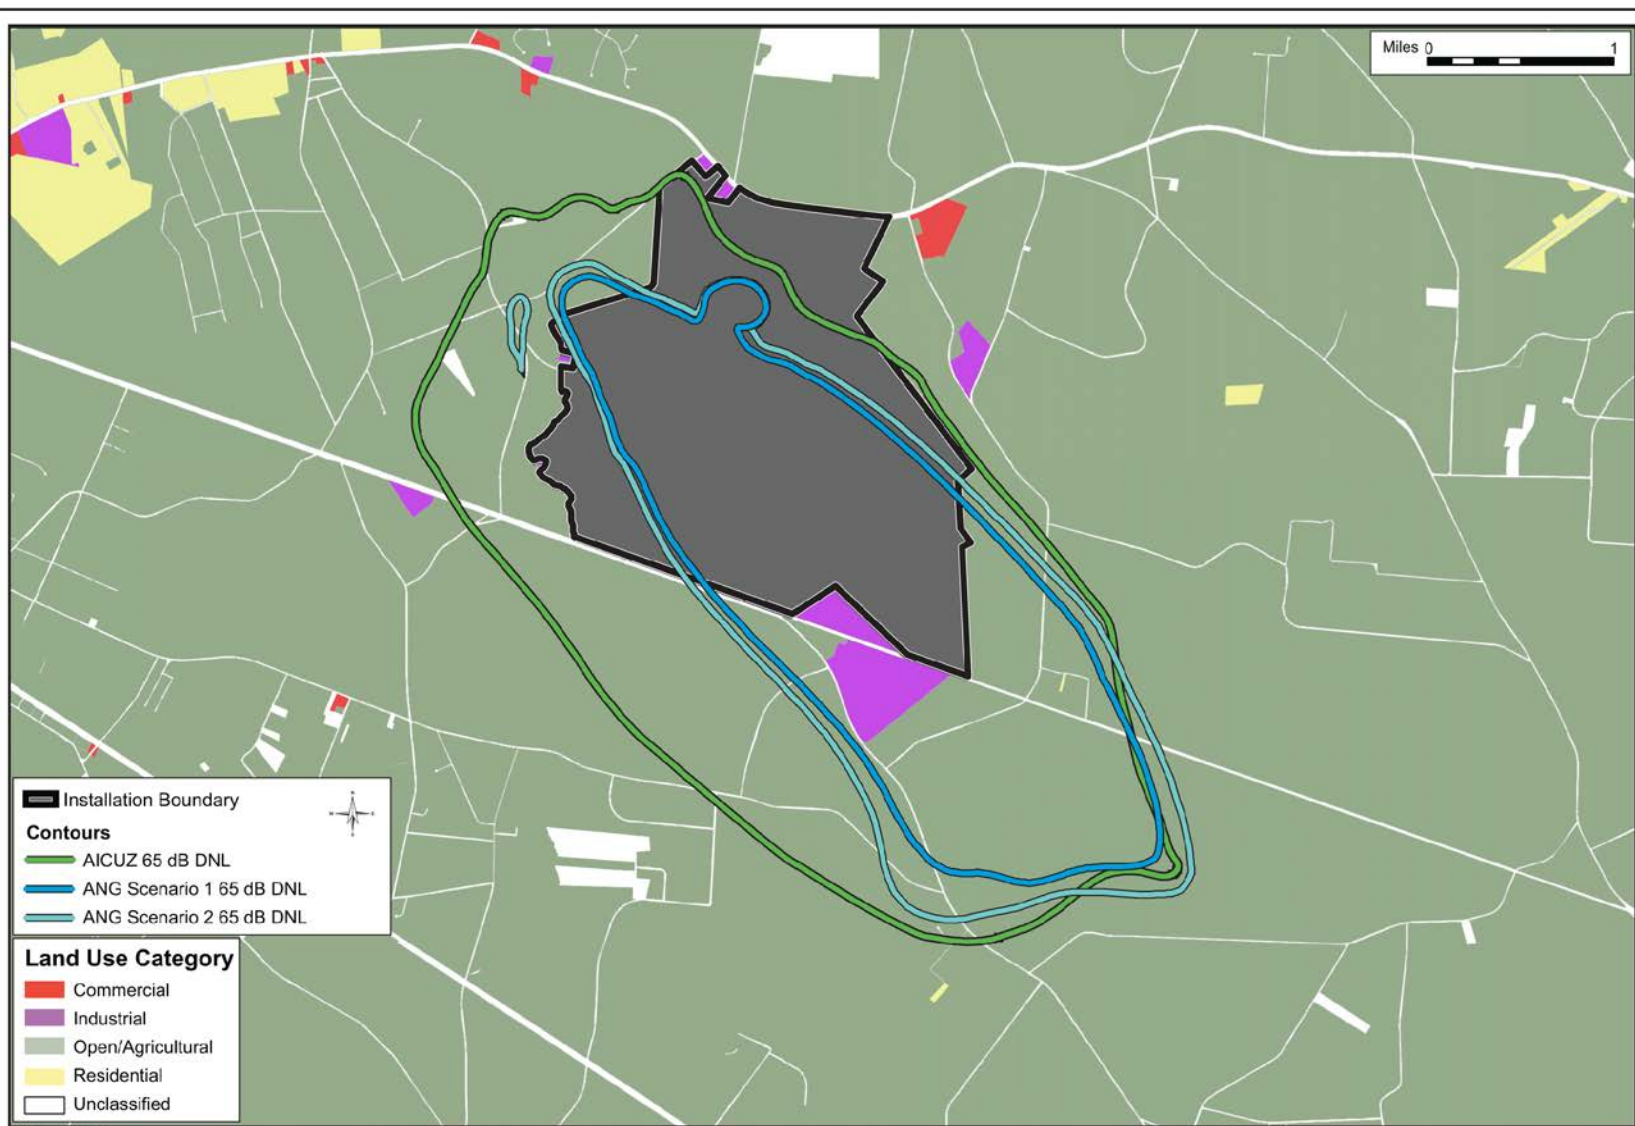 Miles 0 1
Installation Boundary
Contours
AICUZ 65 dB DNL
ANG Scenario 1 65 dB DNL
ANG Scenario 2 65 dB DNL
Land Use Category
Commercial
Industrial
Open/Agricultural
Residential
Unclassified